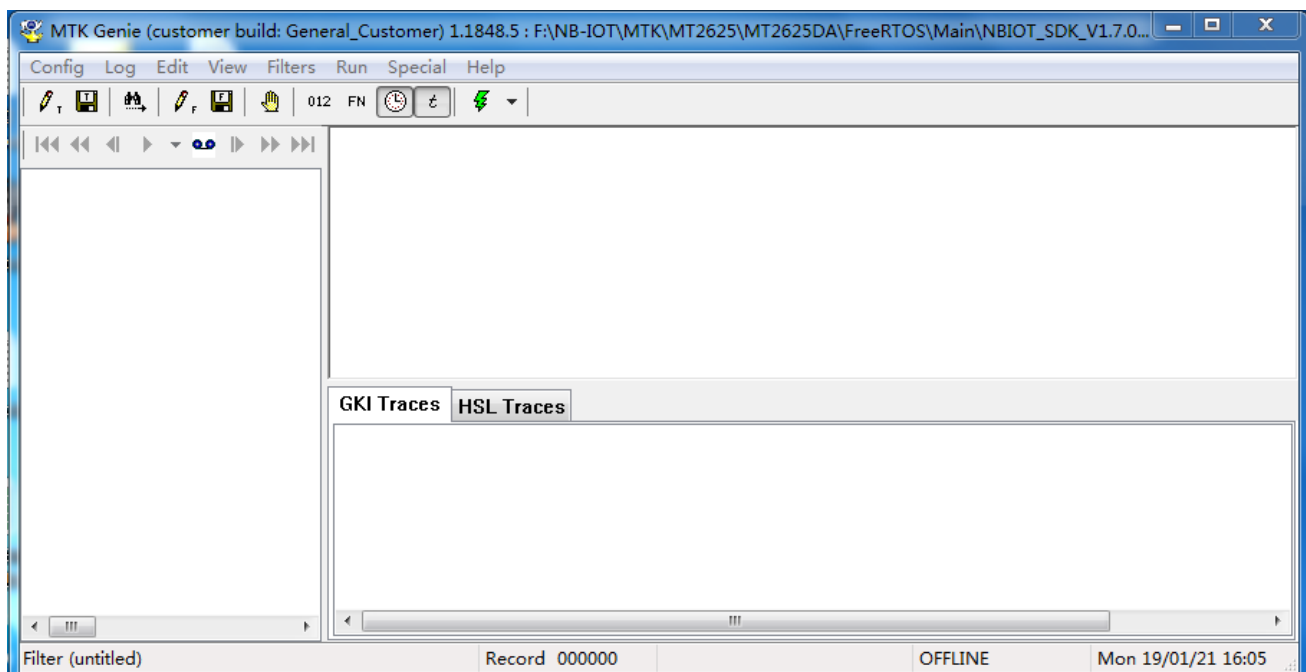 MTK Genie (customer build: General_Customer) 1.1848.5 : F:\NB-IOT\MTK\MT2625\MT2625DA\FreeRTOS\Main\NBIOT_SDK_V1.7.0...
Config Log Edit View Filters Run Special Help
T T F F 012 FN t
GKI Traces HSL Traces
Filter (untitled) Record 000000 OFFLINE Mon 19/01/21 16:05